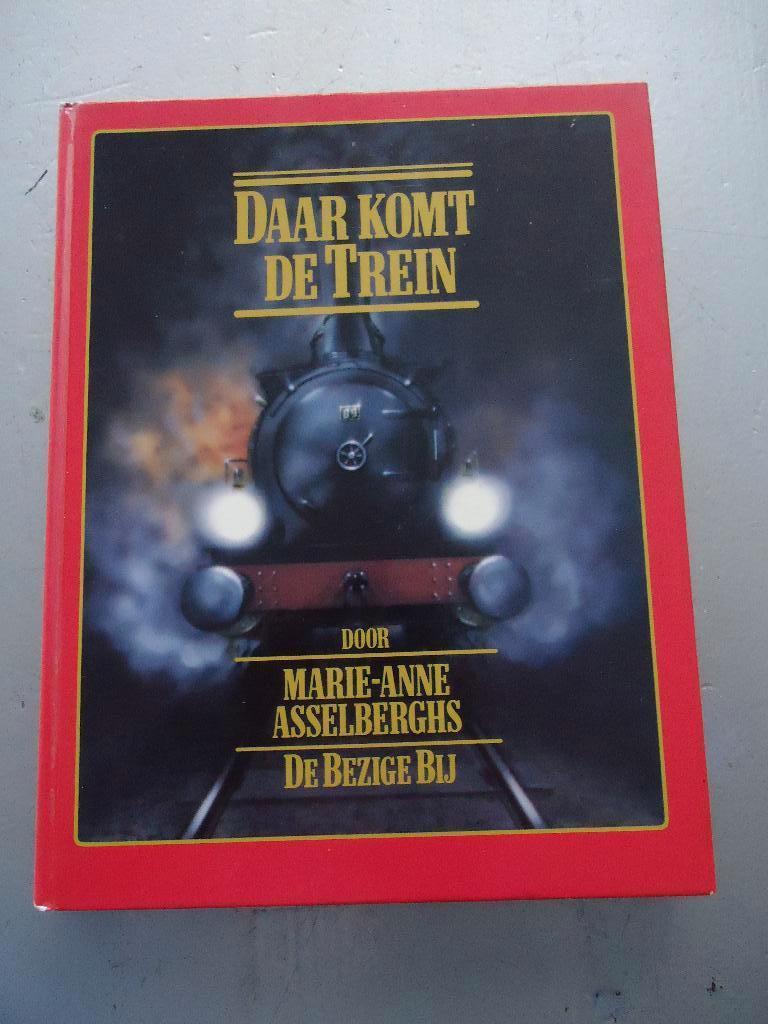 DAAR KOMT
DE TREIN
DOOR
MARIE-ANNE
ASSELBERGHS
DE BEZIGE BIJ